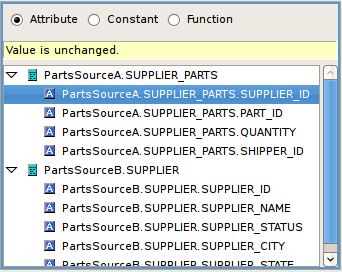 Attribute Constant Function
Value is unchanged.
PartsSourceA.SUPPLIER_PARTS
PartsSourceA.SUPPLIER_PARTS.SUPPLIER_ID
PartsSourceA.SUPPLIER_PARTS.PART_ID
PartsSourceA.SUPPLIER_PARTS.QUANTITY
PartsSourceA.SUPPLIER_PARTS.SHIPPER_ID
PartsSourceB.SUPPLIER
PartsSourceB.SUPPLIER.SUPPLIER_ID
PartsSourceB.SUPPLIER.SUPPLIER_NAME
PartsSourceB.SUPPLIER.SUPPLIER_STATUS
PartsSourceB.SUPPLIER.SUPPLIER_CITY
PartsSourceB.SUPPLIER.SUPPLIER_STATE